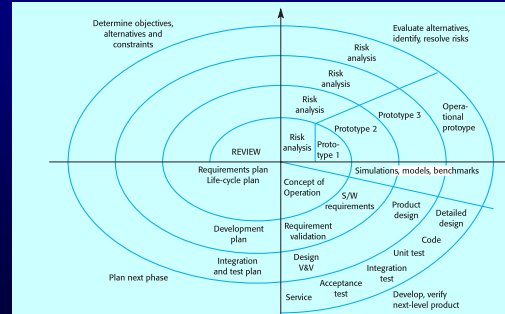 Determine objectives,
alternatives and
constraints
Evaluate alternatives,
identify, resolve risks
Risk
analysis
Risk
analysis
Risk
analysis
Risk
analysis
Proto-
type 1
Prototype 2
Prototype 3
Opera-
tional
protoype
REVIEW
Requirements plan
Life-cycle plan
Simulations, models, benchmarks
Concept of
Operation
S/W
requirements
Product
design
Detailed
design
Development
plan
Requirement
validation
Code
Unit test
Integration
and test plan
Design
V&V
Integration
test
Plan next phase
Acceptance
test
Service
Develop, verify
next-level product